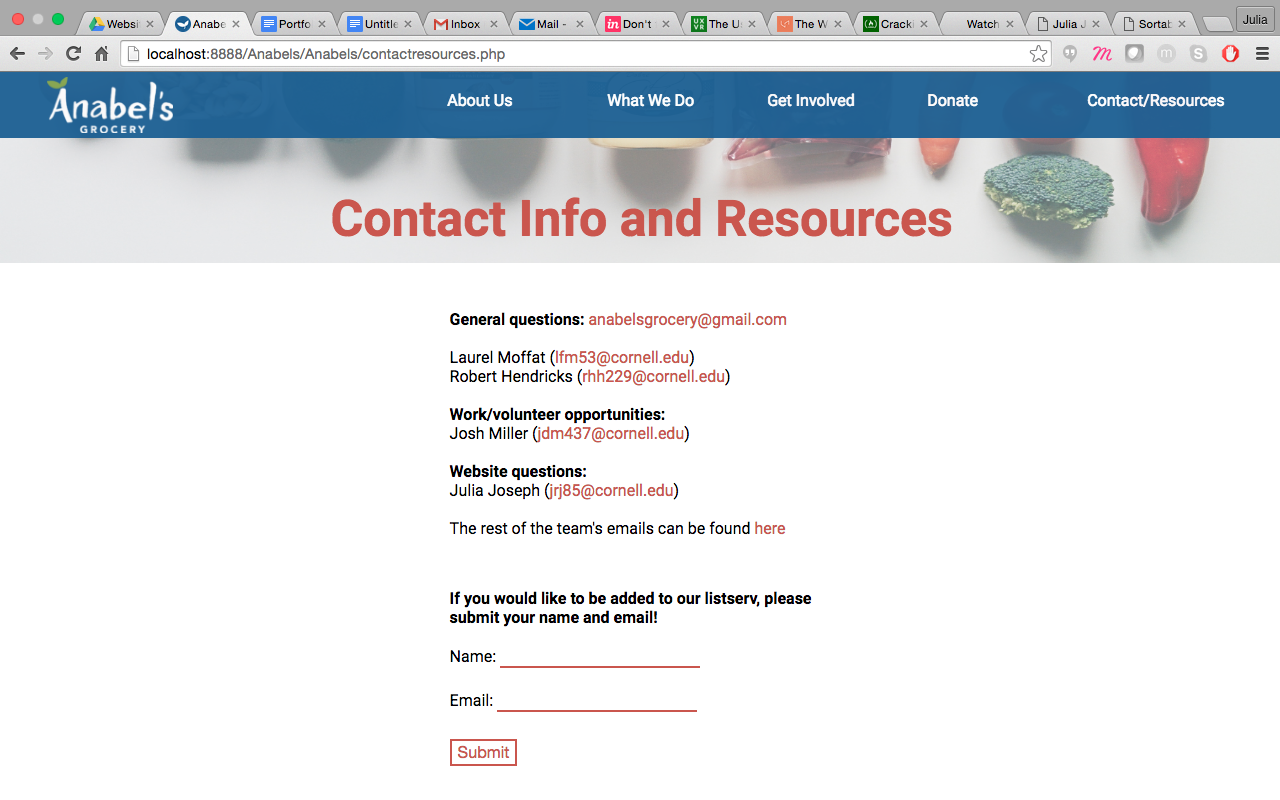 Websi Anabe Portfo Untitle Inbox Mail - Don't The U The W Cracki Watch Julia J Sortab Julia
localhost:8888/Anabels/Anabels/contactresources.php
Anabel's
GROCERY
About Us What We Do Get Involved Donate Contact/Resources
Contact Info and Resources
General questions: anabelsgrocery@gmail.com
Laurel Moffat (lfm53@cornell.edu)
Robert Hendricks (rhh229@cornell.edu)
Work/volunteer opportunities:
Josh Miller (jdm437@cornell.edu)
Website questions:
Julia Joseph (jrj85@cornell.edu)
The rest of the team's emails can be found here
If you would like to be added to our listserv, please
submit your name and email!
Name:
Email:
Submit